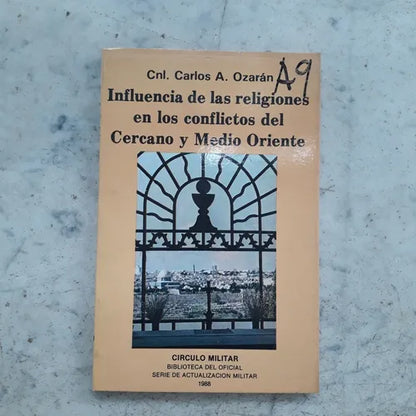 Cnl. Carlos A. Ozarán
A9
Influencia de las religiones
en los conflictos del
Cercano y Medio Oriente
CIRCULO MILITAR
BIBLIOTECA DEL OFICIAL
SERIE DE ACTUALIZACION MILITAR
1988